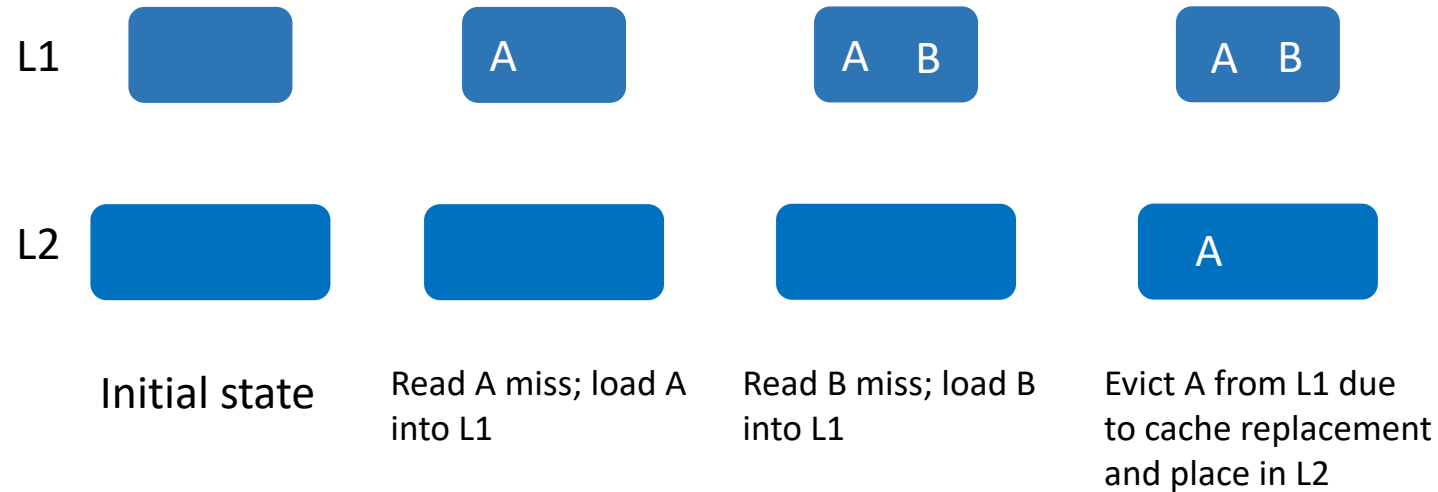 L1
A
A B
A B
L2
A
Initial state
Read A miss; load A
into L1
Read B miss; load B
into L1
Evict A from L1 due
to cache replacement
and place in L2